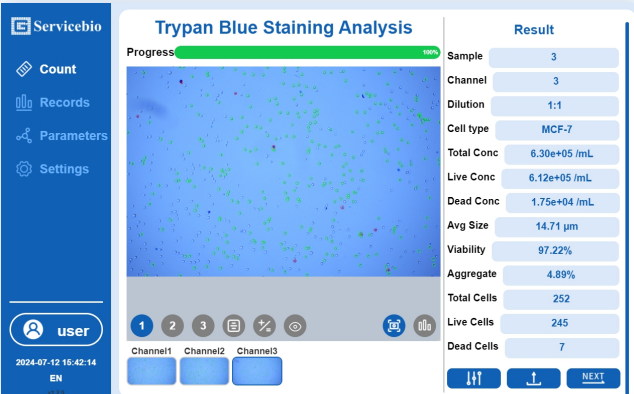 Servicebio
Count
Records
Parameters
Settings
user
2024-07-12 15:42:14
EN
Trypan Blue Staining Analysis
Progress
100%
1 2 3
Channel1 Channel2 Channel3
Result
Sample 3
Channel 3
Dilution 1:1
Cell type MCF-7
Total Conc 6.30e+05 /mL
Live Conc 6.12e+05 /mL
Dead Conc 1.75e+04 /mL
Avg Size 14.71 μm
Viability 97.22%
Aggregate 4.89%
Total Cells 252
Live Cells 245
Dead Cells 7
NEXT